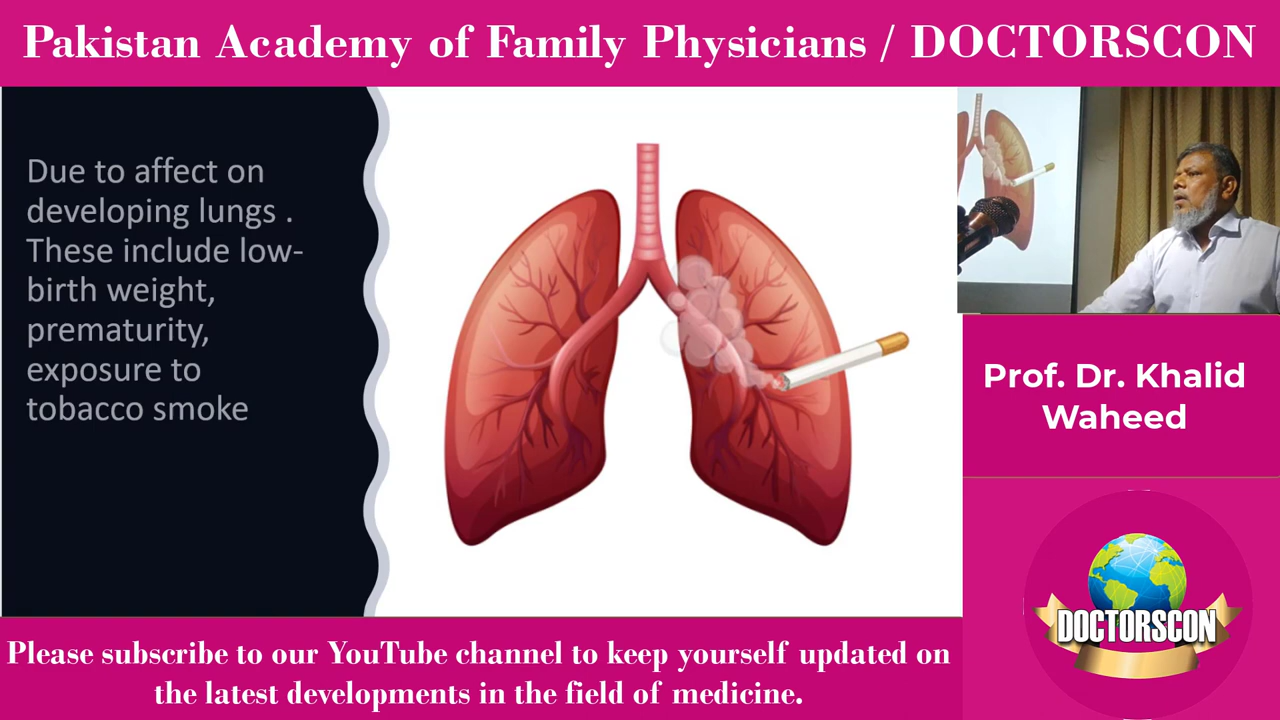 Pakistan Academy of Family Physicians / DOCTORSCON
Due to affect on
developing lungs .
These include low-
birth weight,
prematurity,
exposure to
tobacco smoke
Prof. Dr. Khalid
Waheed
DOCTORSCON
Please subscribe to our YouTube channel to keep yourself updated on
the latest developments in the field of medicine.